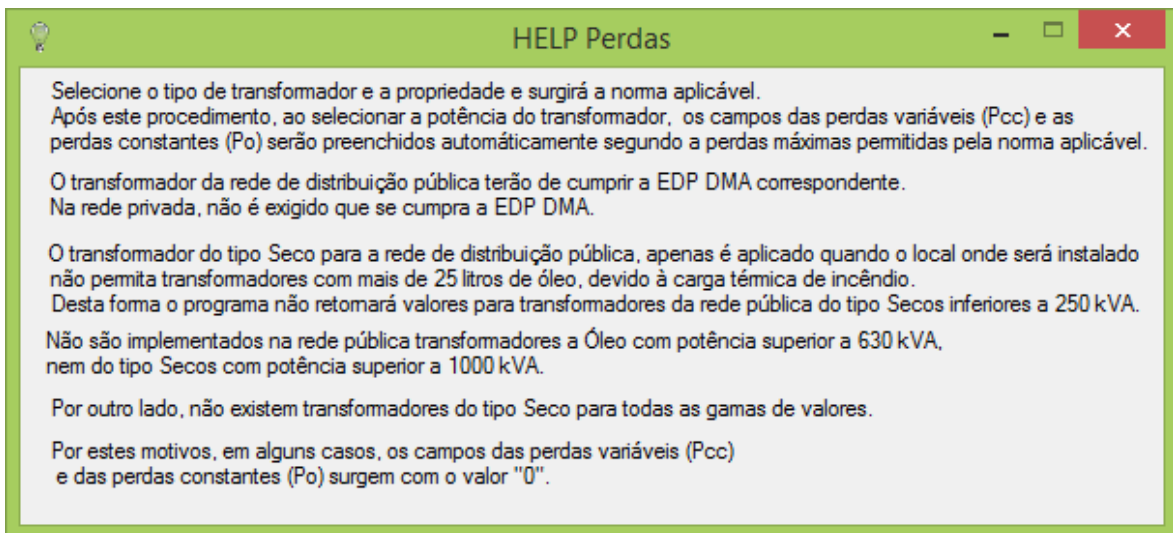 HELP Perdas
Selecione o tipo de transformador e a propriedade e surgirá a norma aplicável.
Após este procedimento, ao selecionar a potência do transformador, os campos das perdas variáveis (Pcc) e as
perdas constantes (Po) serão preenchidos automáticamente segundo a perdas máximas permitidas pela norma aplicável.
O transformador da rede de distribuição pública terão de cumprir a EDP DMA correspondente.
Na rede privada, não é exigido que se cumpra a EDP DMA.
O transformador do tipo Seco para a rede de distribuição pública, apenas é aplicado quando o local onde será instalado
não permita transformadores com mais de 25 litros de óleo, devido à carga térmica de incêndio.
Desta forma o programa não retornará valores para transformadores da rede pública do tipo Secos inferiores a 250 kVA.
Não são implementados na rede pública transformadores a Óleo com potência superior a 630 kVA,
nem do tipo Secos com potência superior a 1000 kVA.
Por outro lado, não existem transformadores do tipo Seco para todas as gamas de valores.
Por estes motivos, em alguns casos, os campos das perdas variáveis (Pcc)
e das perdas constantes (Po) surgem com o valor "0".